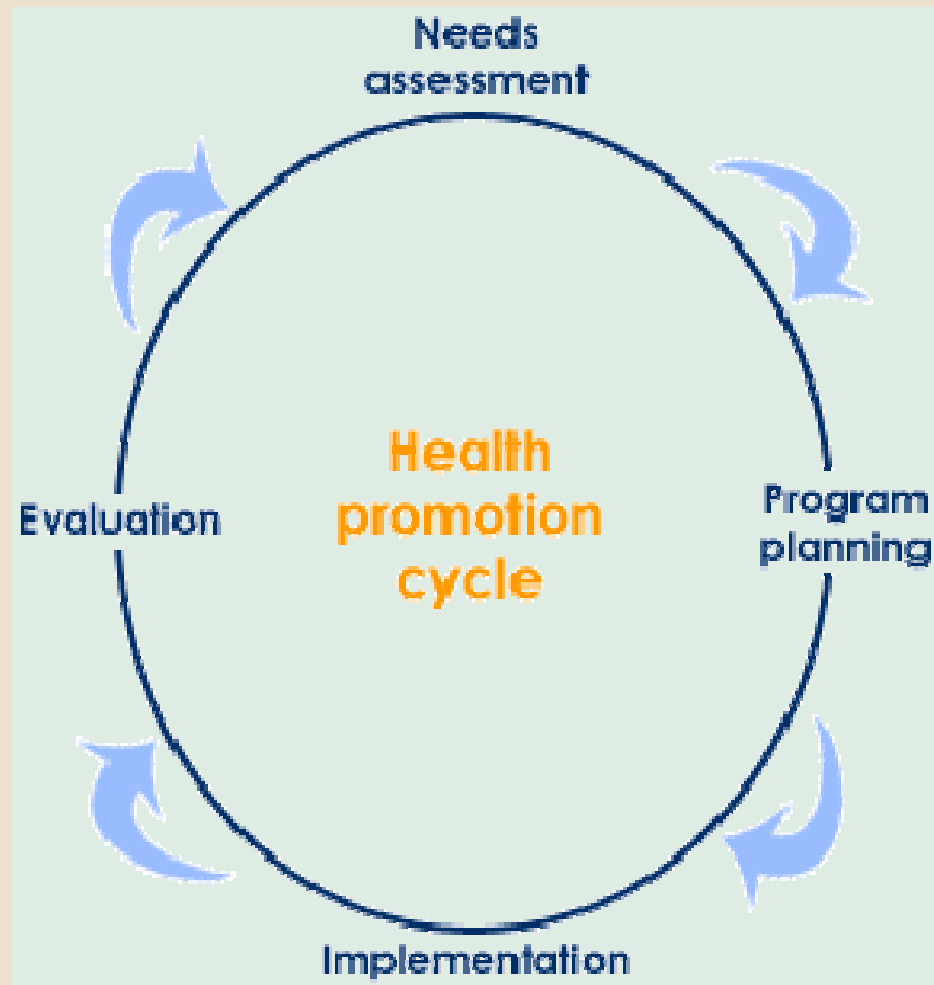 Needs
assessment
Health
promotion
cycle
Evaluation
Program
planning
Implementation